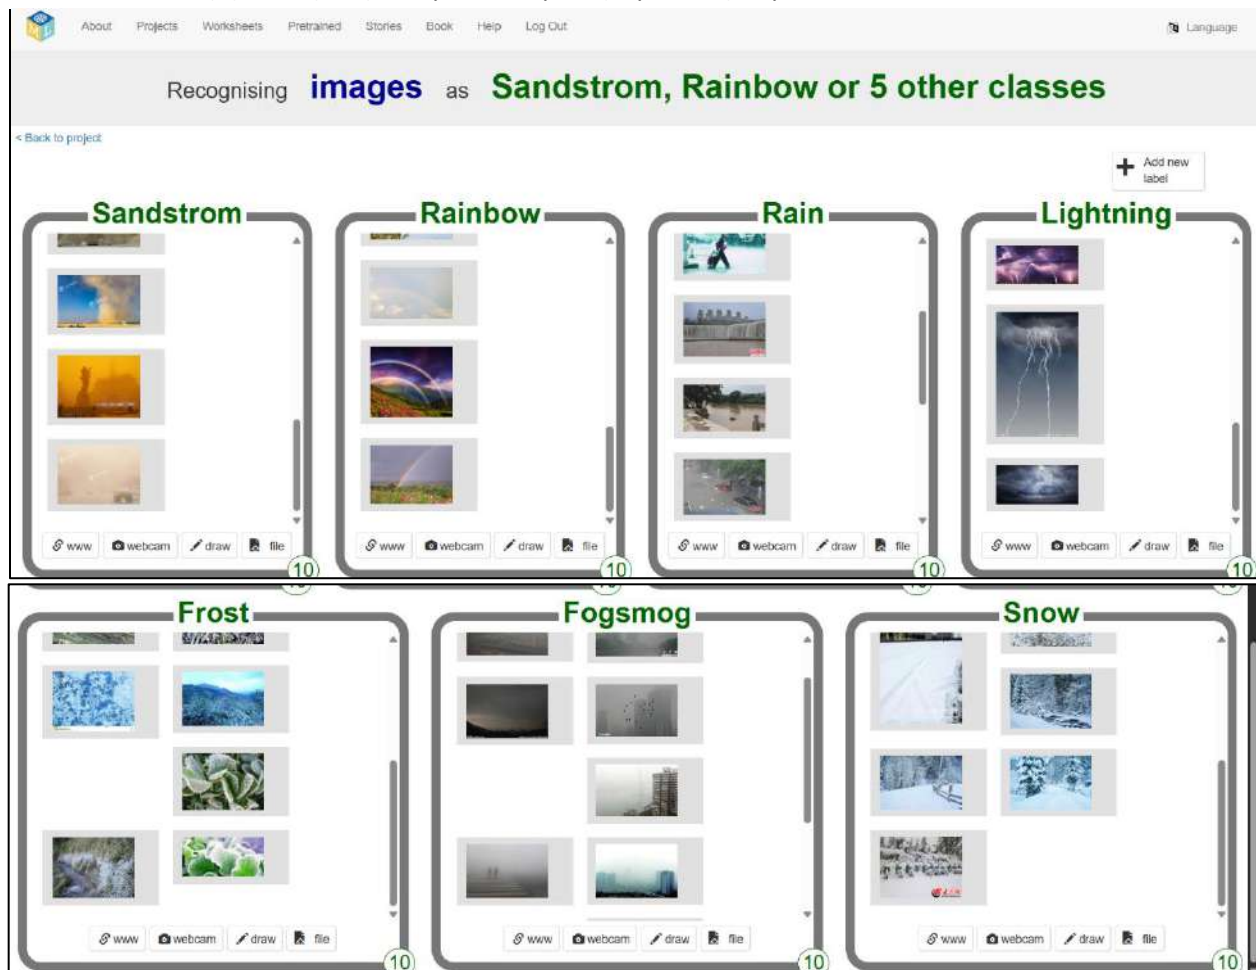 About Projects Worksheets Pretrained Stories Book Help Log Out Language
Recognising images as Sandstrom, Rainbow or 5 other classes
< Back to project
Add new
label
Sandstrom Rainbow Rain Lightning
www webcam draw file www webcam draw file www webcam draw file www webcam draw file
10 10 10 10
Frost Fogsmog Snow
www webcam draw file www webcam draw file www webcam draw file
10 10 10